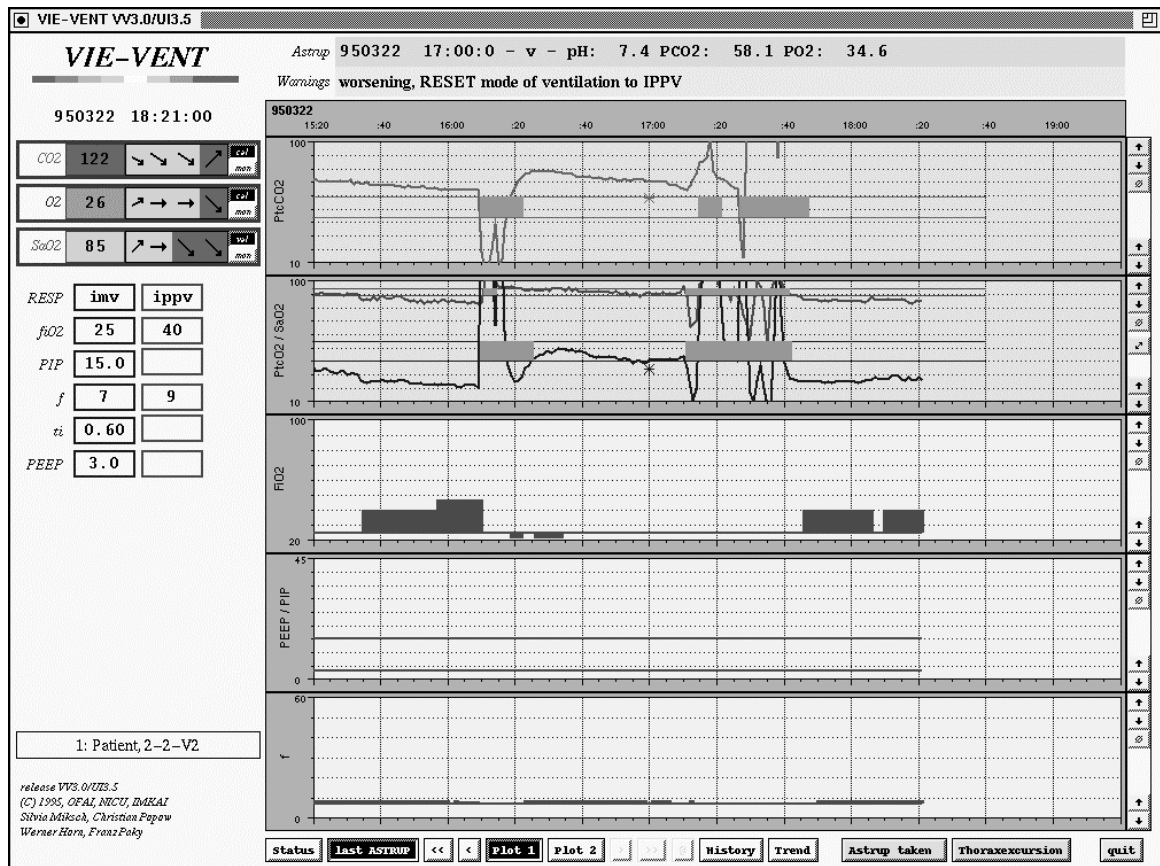 VIE-VENT VV3.0/UI3.5
VIE-VENT
Astrup 950322 17:00:0 - v - pH: 7.4 PCO2: 58.1 PO2: 34.6
Warnings worsening, RESET mode of ventilation to IPPV
950322 18:21:00
950322
15:20 :40 16:00 :20 :40 17:00 :20 :40 18:00 :20 :40 19:00
CO2 122 cal mon
O2 26 cal mon
SaO2 85 val mon
RESP imv ippv
fiO2 25 40
PIP 15.0
f 7 9
ti 0.60
PEEP 3.0
100
PtcCO2
10
100
PtcO2 / SaO2
10
100
FiO2
20
45
PEEP / PIP
0
60
f
0
1: Patient, 2-2-V2
release VV3.0/UI3.5
(C) 1995, OFAI, NICU, IMKAI
Silvia Miksch, Christian Popow
Werner Horn, Franz Paky
Status last ASTRUP << < Plot 1 Plot 2 > >> @ History Trend Astrup taken Thoraxexcursion quit